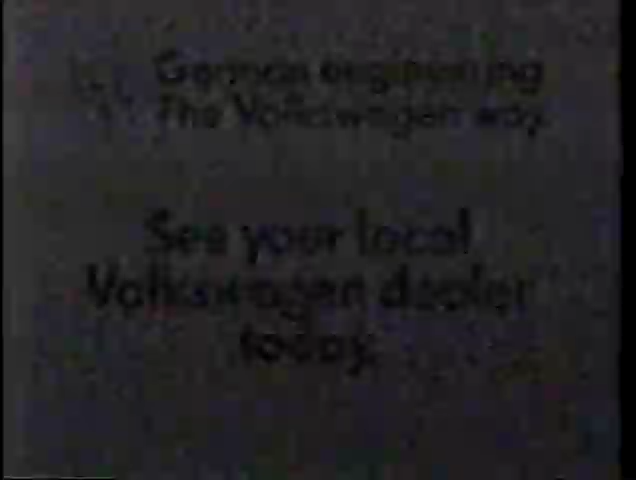 German engineering
The Volkswagen way.
See your local
Volkswagen dealer
today.